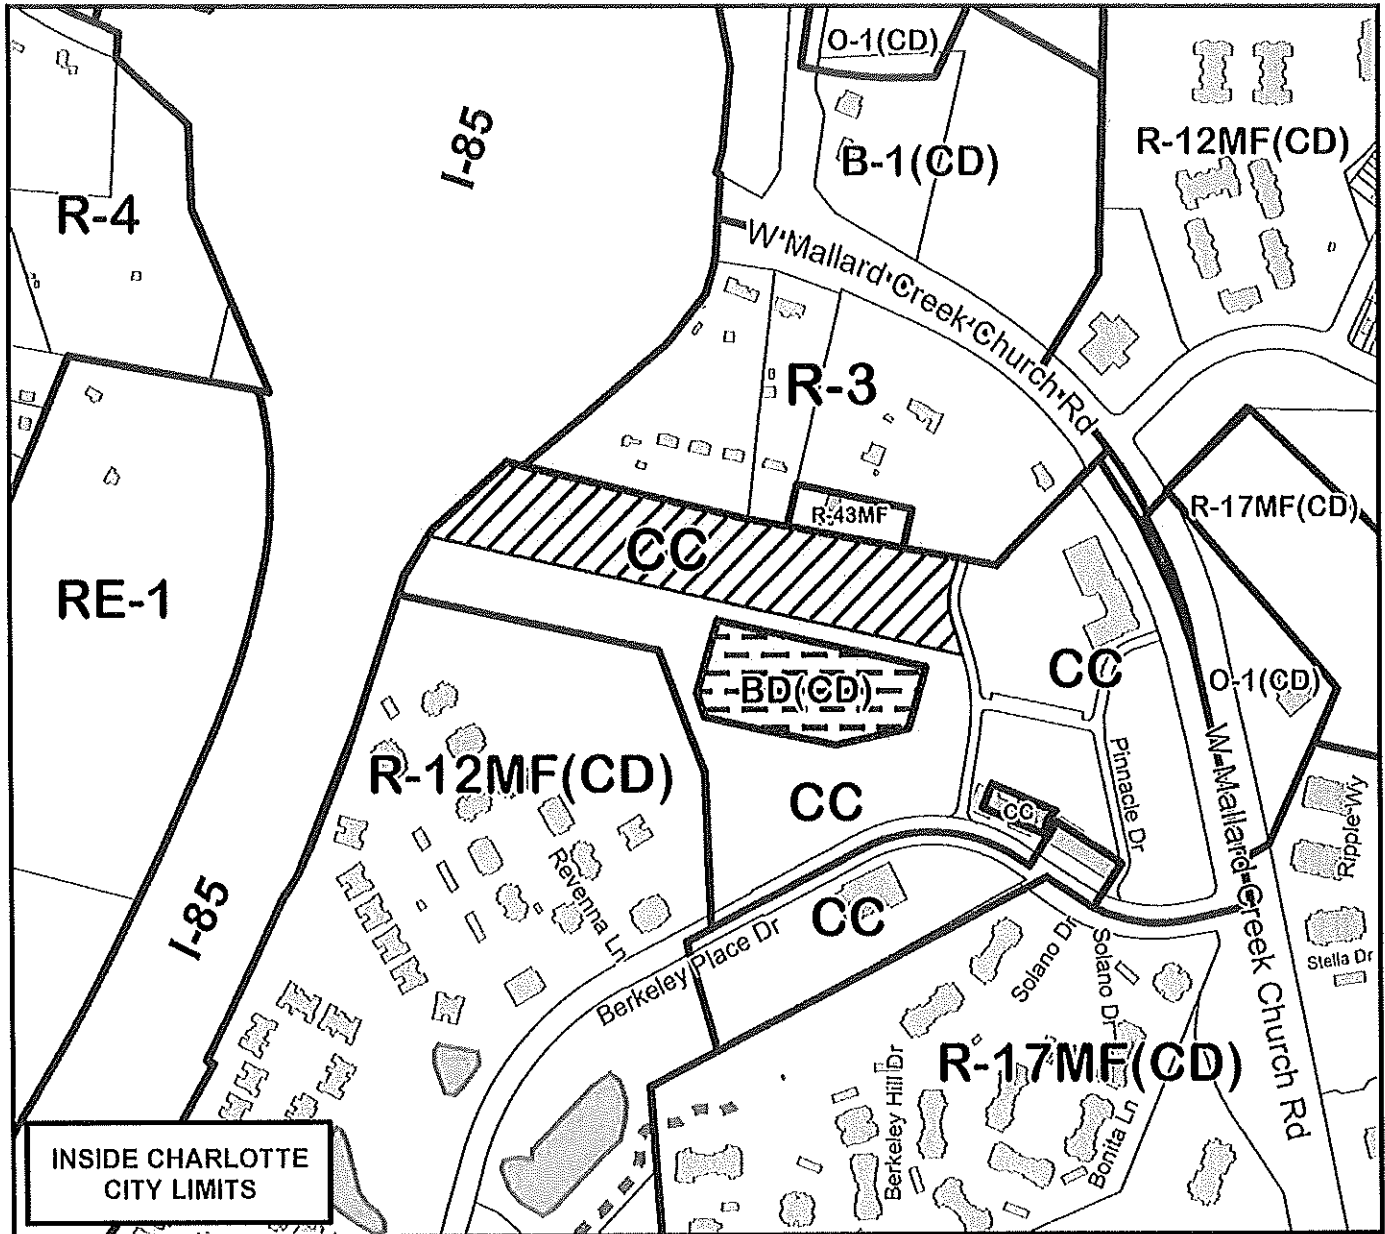 O-1(CD)
I-85
R-12MF(CD)
B-1(CD)
R-4
W Mallard Creek Church Rd
R-3
R-17MF(CD)
R-43MF
CC
RE-1
CC
BD(CD)
O-1(CD)
R-12MF(CD)
CC
CC
Pinnacle Dr
W Mallard Creek Church Rd
Ripple Wy
Revenna Ln
I-85
CC
Berkeley Place Dr
Solano Dr
Solano Dr
Stella Dr
R-17MF(CD)
Berkeley Hill Dr
Bonita Ln
INSIDE CHARLOTTE
CITY LIMITS